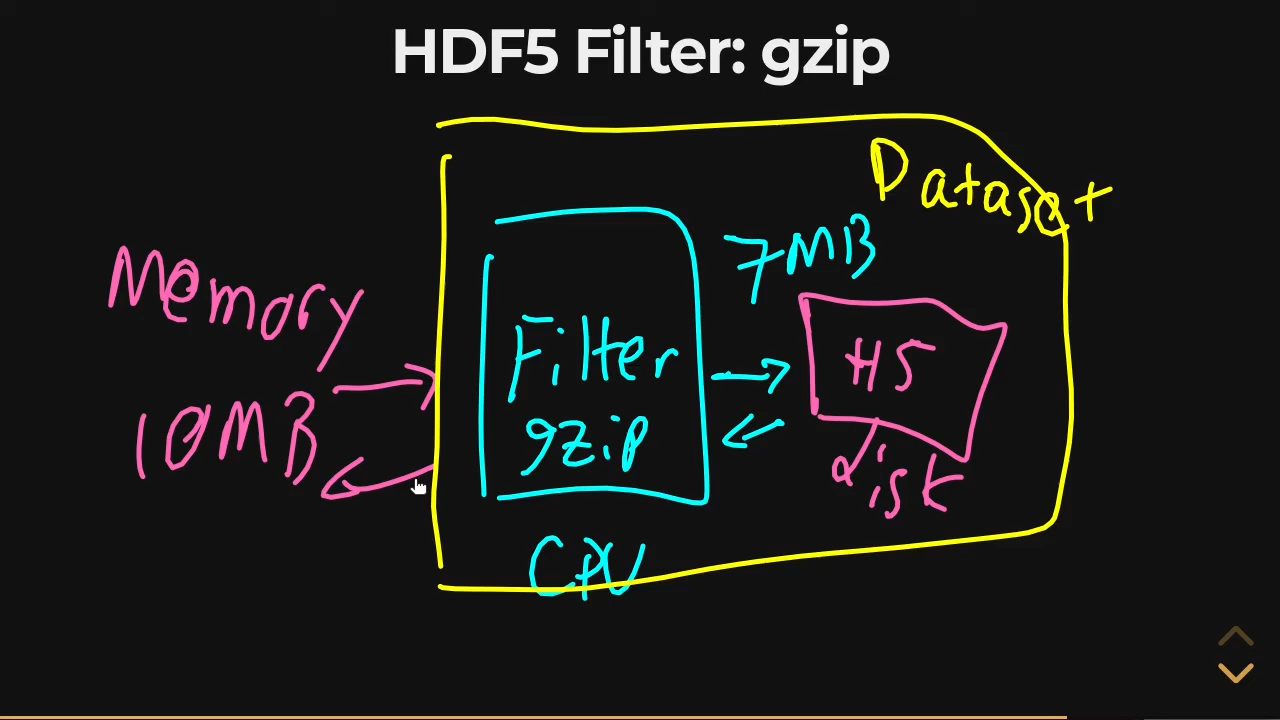 HDF5 Filter: gzip
Dataset
7MB
Memory
Filter
H5
10MB
gzip
disk
CPU